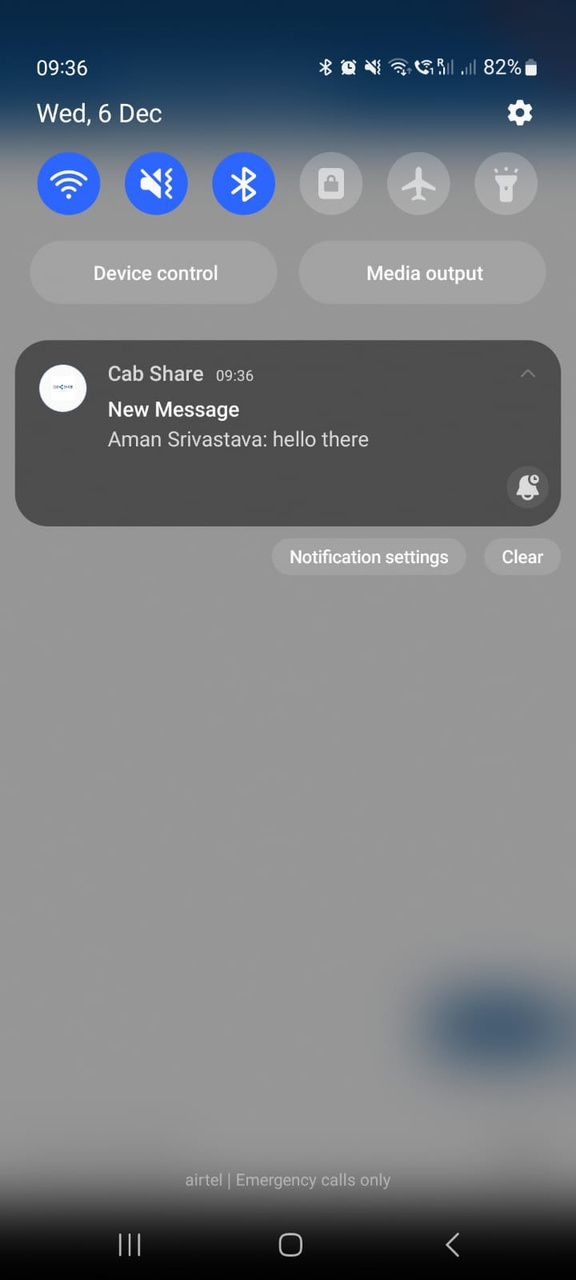 09:36
82%
Wed, 6 Dec
Device control
Media output
Cab Share 09:36
New Message
Aman Srivastava: hello there
Notification settings
Clear
airtel | Emergency calls only